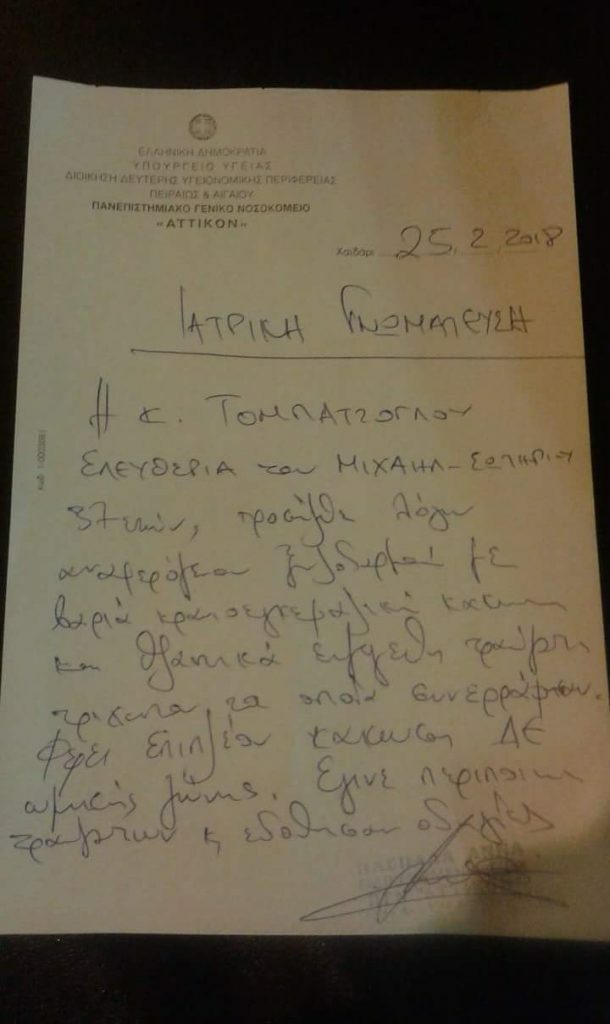 ΕΛΛΗΝΙΚΗ ΔΗΜΟΚΡΑΤΙΑ
ΥΠΟΥΡΓΕΙΟ ΥΓΕΙΑΣ
ΔΙΟΙΚΗΣΗ ΔΕΥΤΕΡΗΣ ΥΓΕΙΟΝΟΜΙΚΗΣ ΠΕΡΙΦΕΡΕΙΑΣ
ΠΕΙΡΑΙΩΣ & ΑΙΓΑΙΟΥ
ΠΑΝΕΠΙΣΤΗΜΙΑΚΟ ΓΕΝΙΚΟ ΝΟΣΟΚΟΜΕΙΟ
«ΑΤΤΙΚΟΝ»
Χαϊδάρι 25.2.2018
ΙΑΤΡΙΚΗ ΓΝΩΜΑΤΕΥΣΗ
Η κ. ΤΟΜΠΑΤΖΟΓΛΟΥ
ΕΛΕΥΘΕΡΙΑ του ΜΙΧΑΗΛ-ΣΩΤΗΡΙΟΥ
37 ετών, προσήλθε λόγω
αναφερόμενου ξυλοδαρμού με
βαριά κρανιοεγκεφαλική κάκωση
και θλαστικά τραύματα
τα οποία συνερράφησαν.
Φέρει επιπλέον κάκωση ΔΕ
ωμικής ζώνης. Έγινε περιποίηση
τραυμάτων κ εδόθησαν οδηγίες